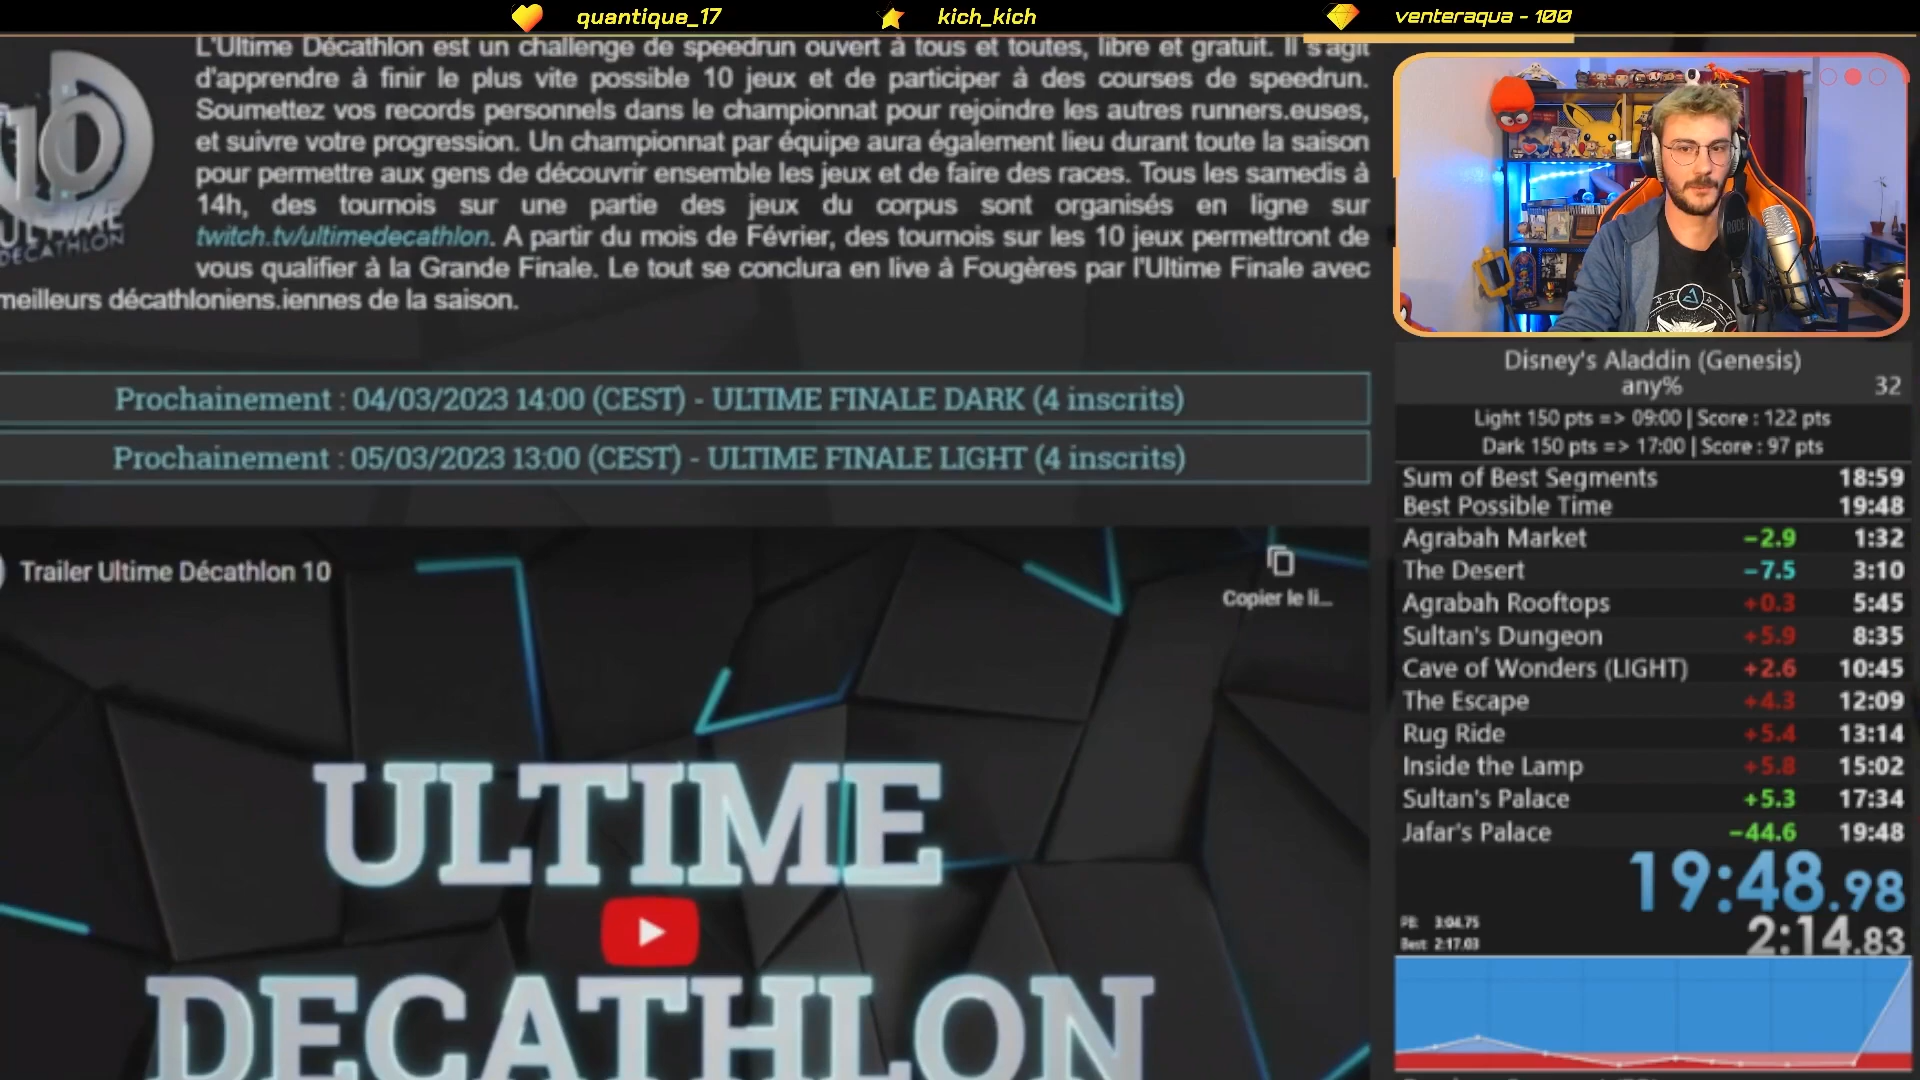 quantique_17
kich_kich
venteraqua - 100
L'Ultime Décathlon est un challenge de speedrun ouvert à tous et toutes, libre et gratuit. Il s'agit
d'apprendre à finir le plus vite possible 10 jeux et de participer à des courses de speedrun.
Soumettez vos records personnels dans le championnat pour rejoindre les autres runners.euses,
et suivre votre progression. Un championnat par équipe aura également lieu durant toute la saison
pour permettre aux gens de découvrir ensemble les jeux et de faire des races. Tous les samedis à
14h, des tournois sur une partie des jeux du corpus sont organisés en ligne sur
twitch.tv/ultimedecathlon. A partir du mois de Février, des tournois sur les 10 jeux permettront de
vous qualifier à la Grande Finale. Le tout se conclura en live à Fougères par l'Ultime Finale avec
meilleurs décathloniens.iennes de la saison.
10
ULTIME
DECATHLON
Prochainement : 04/03/2023 14:00 (CEST) - ULTIME FINALE DARK (4 inscrits)
Prochainement : 05/03/2023 13:00 (CEST) - ULTIME FINALE LIGHT (4 inscrits)
Trailer Ultime Décathlon 10
Copier le li...
ULTIME
DECATHLON
RODE
Disney's Aladdin (Genesis)
any% 32
Light 150 pts => 09:00 | Score : 122 pts
Dark 150 pts => 17:00 | Score : 97 pts
Sum of Best Segments 18:59
Best Possible Time 19:48
Agrabah Market -2.9 1:32
The Desert -7.5 3:10
Agrabah Rooftops +0.3 5:45
Sultan's Dungeon +5.9 8:35
Cave of Wonders (LIGHT) +2.6 10:45
The Escape +4.3 12:09
Rug Ride +5.4 13:14
Inside the Lamp +5.8 15:02
Sultan's Palace +5.3 17:34
Jafar's Palace -44.6 19:48
19:48.98
PB: 3:04.75
Best: 2:17.03
2:14.83